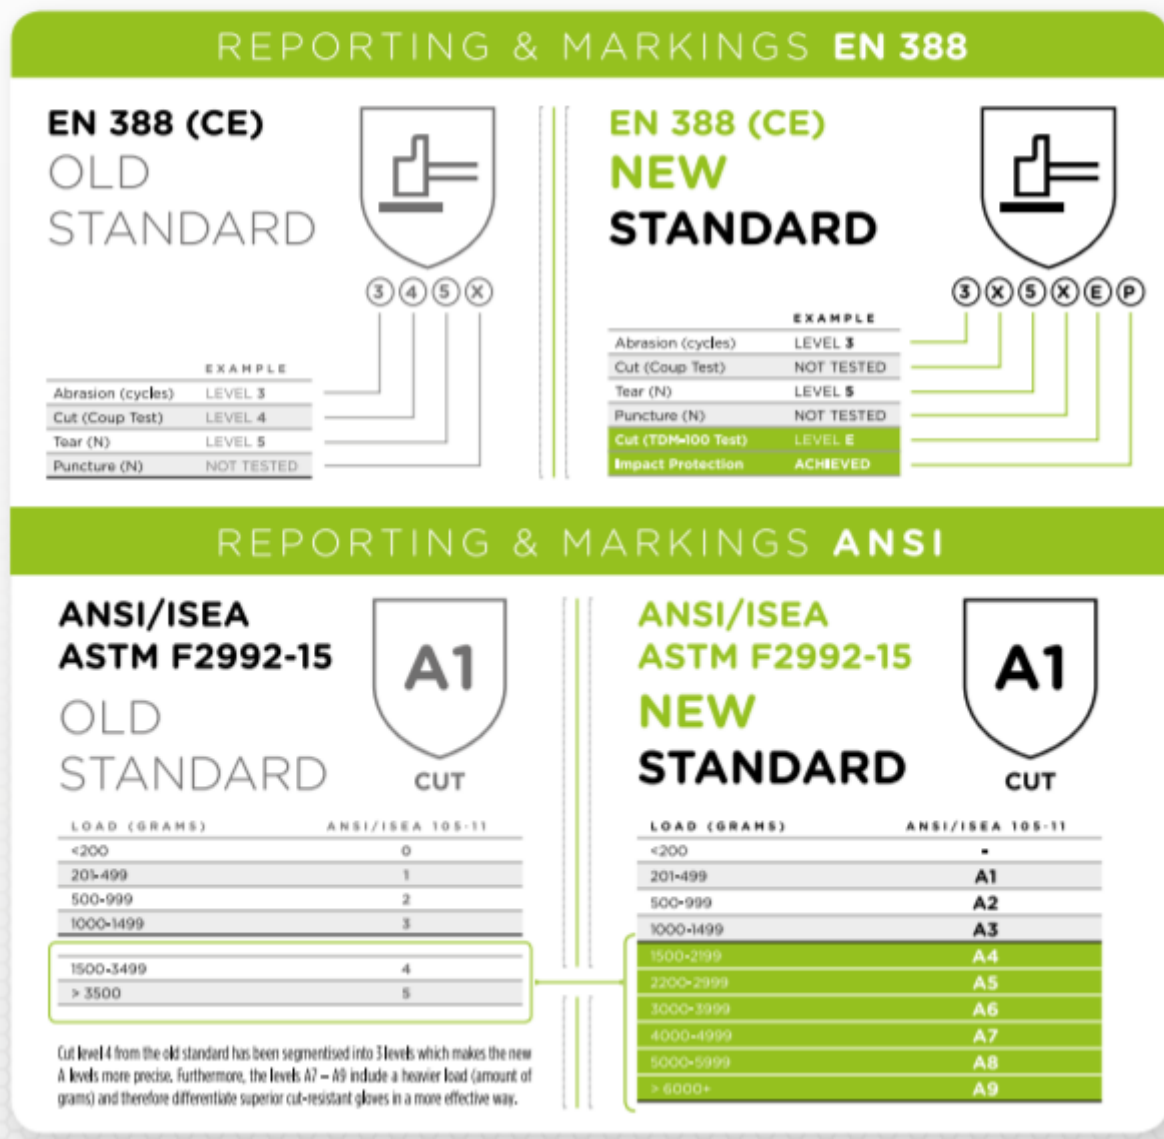 REPORTING & MARKINGS EN 388
EN 388 (CE)
OLD
STANDARD
3 4 5 X
EXAMPLE
Abrasion (cycles) LEVEL 3
Cut (Coup Test) LEVEL 4
Tear (N) LEVEL 5
Puncture (N) NOT TESTED
EN 388 (CE)
NEW
STANDARD
3 X 5 X E P
EXAMPLE
Abrasion (cycles) LEVEL 3
Cut (Coup Test) NOT TESTED
Tear (N) LEVEL 5
Puncture (N) NOT TESTED
Cut (TDM-100 Test) LEVEL E
Impact Protection ACHIEVED
REPORTING & MARKINGS ANSI
ANSI/ISEA
ASTM F2992-15
OLD
STANDARD
A1
CUT
LOAD (GRAMS) ANSI/ISEA 105-11
<200 0
201-499 1
500-999 2
1000-1499 3
1500-3499 4
> 3500 5
Cut level 4 from the old standard has been segmentised into 3 levels which makes the new
A levels more precise. Furthermore, the levels A7 – A9 include a heavier load (amount of
grams) and therefore differentiate superior cut-resistant gloves in a more effective way.
ANSI/ISEA
ASTM F2992-15
NEW
STANDARD
A1
CUT
LOAD (GRAMS) ANSI/ISEA 105-11
<200 -
201-499 A1
500-999 A2
1000-1499 A3
1500-2199 A4
2200-2999 A5
3000-3999 A6
4000-4999 A7
5000-5999 A8
> 6000+ A9